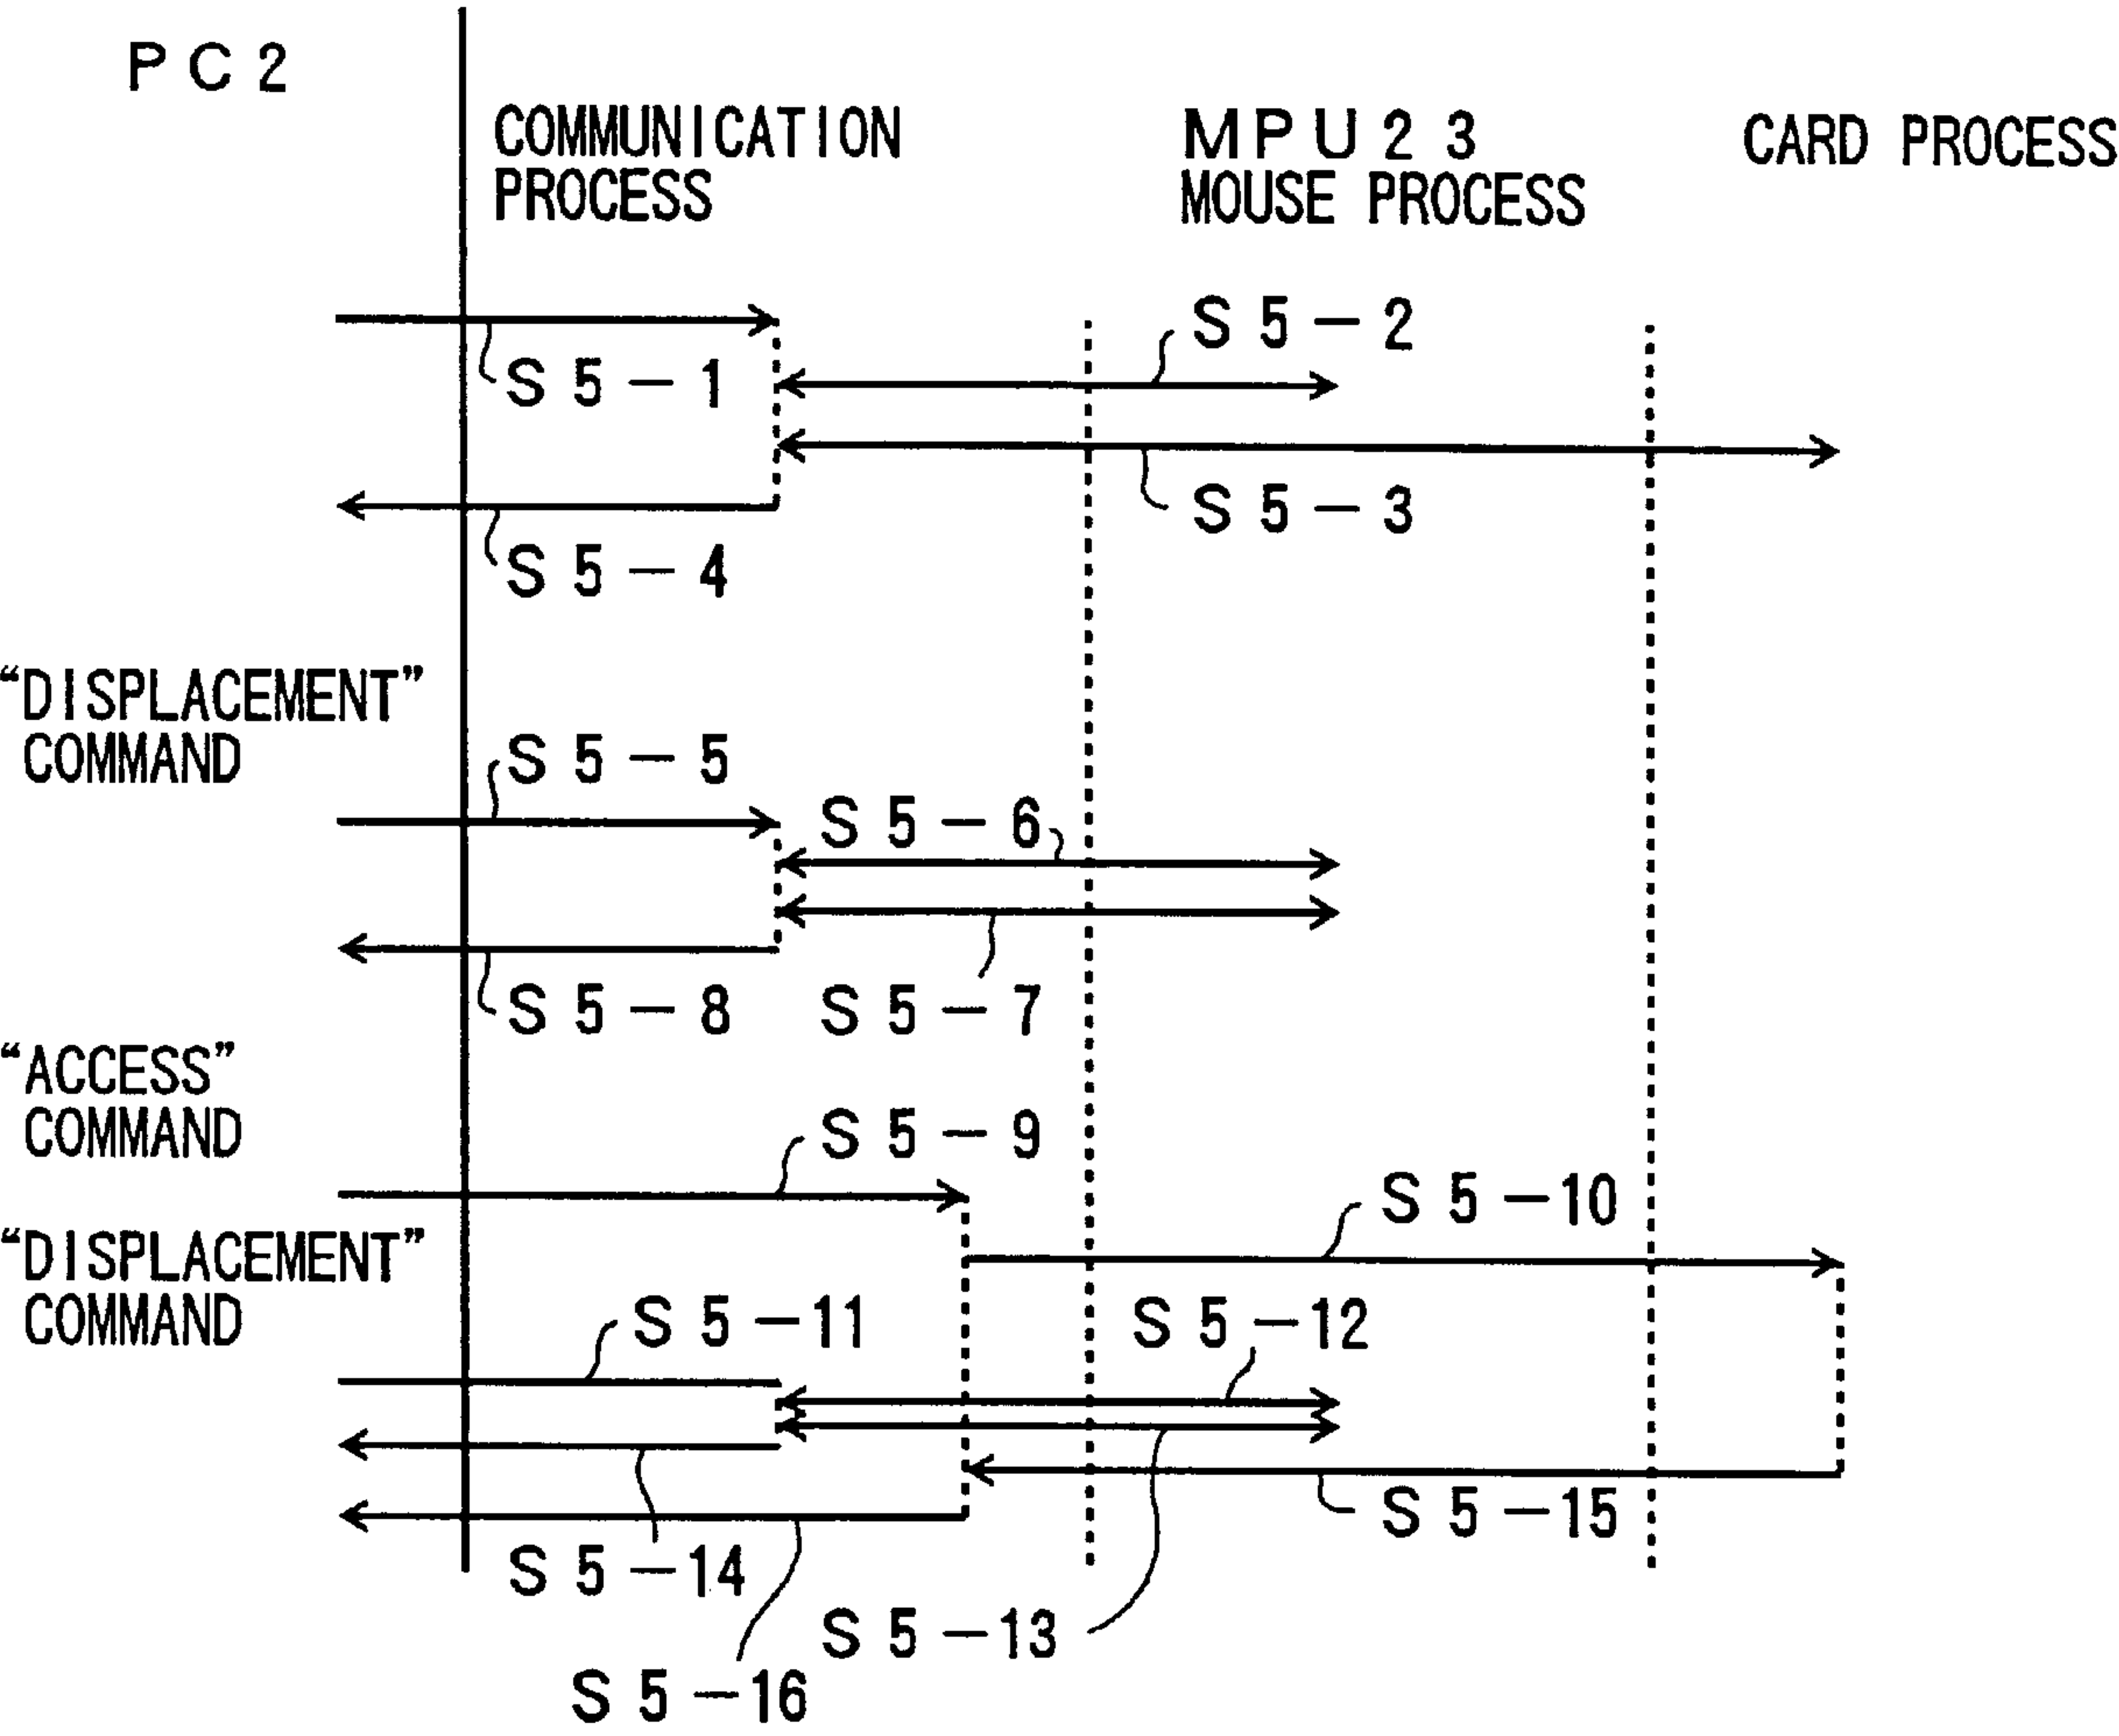 PC2
COMMUNICATION
PROCESS
MPU23
MOUSE PROCESS
CARD PROCESS
S5-2
S5-1
S5-3
S5-4
“DISPLACEMENT”
COMMAND
S5-5
S5-6
S5-8
S5-7
“ACCESS”
COMMAND
S5-9
S5-10
“DISPLACEMENT”
COMMAND
S5-11
S5-12
S5-15
S5-14
S5-13
S5-16